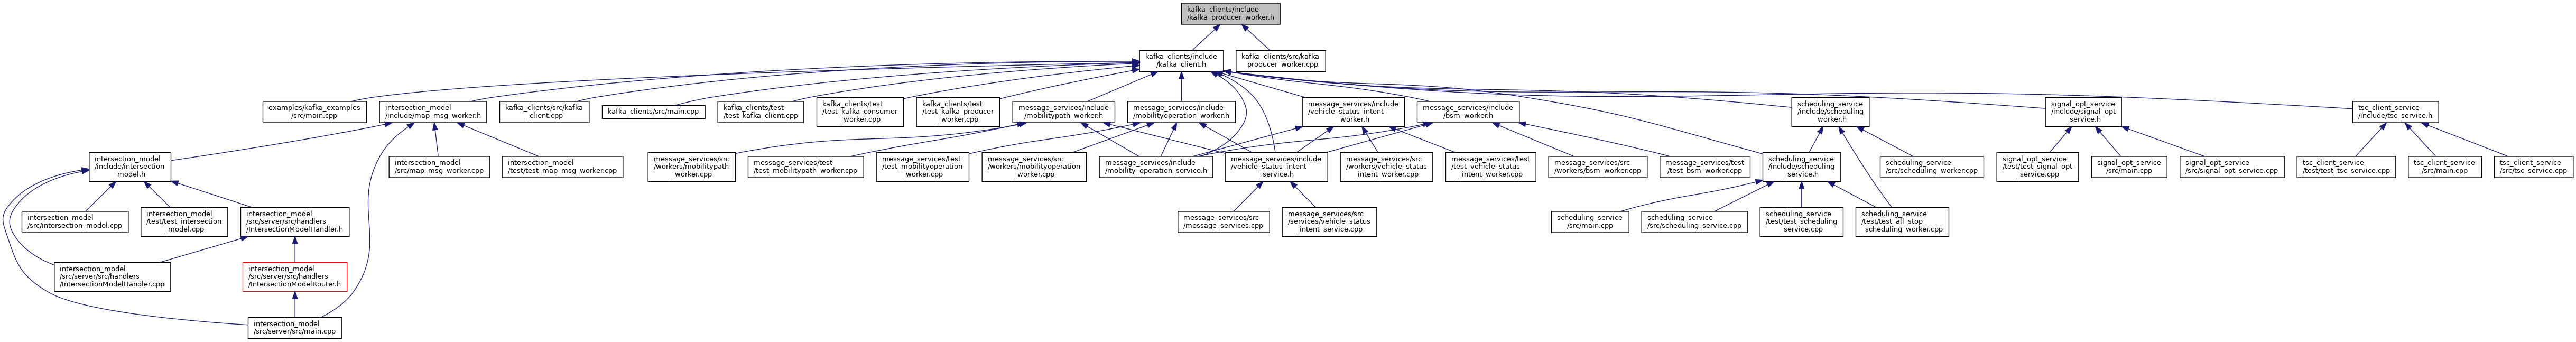 kafka_clients/include
/kafka_producer_worker.h
kafka_clients/include
/kafka_client.h
kafka_clients/src/kafka
_producer_worker.cpp
examples/kafka_examples
/src/main.cpp
intersection_model
/include/map_msg_worker.h
kafka_clients/src/kafka
_client.cpp
kafka_clients/src/main.cpp
kafka_clients/test
/test_kafka_client.cpp
kafka_clients/test
/test_kafka_consumer
_worker.cpp
kafka_clients/test
/test_kafka_producer
_worker.cpp
message_services/include
/mobilitypath_worker.h
message_services/include
/mobilityoperation_worker.h
message_services/include
/vehicle_status_intent
_worker.h
message_services/include
/bsm_worker.h
scheduling_service
/include/scheduling
_worker.h
signal_opt_service
/include/signal_opt
_service.h
tsc_client_service
/include/tsc_service.h
intersection_model
/include/intersection
_model.h
intersection_model
/src/map_msg_worker.cpp
intersection_model
/test/test_map_msg_worker.cpp
message_services/src
/workers/mobilitypath
_worker.cpp
message_services/test
/test_mobilitypath_worker.cpp
message_services/test
/test_mobilityoperation
_worker.cpp
message_services/src
/workers/mobilityoperation
_worker.cpp
message_services/include
/mobility_operation_service.h
message_services/include
/vehicle_status_intent
_service.h
message_services/src
/workers/vehicle_status
_intent_worker.cpp
message_services/test
/test_vehicle_status
_intent_worker.cpp
message_services/src
/workers/bsm_worker.cpp
message_services/test
/test_bsm_worker.cpp
scheduling_service
/include/scheduling
_service.h
scheduling_service
/src/scheduling_worker.cpp
signal_opt_service
/test/test_signal_opt
_service.cpp
signal_opt_service
/src/main.cpp
signal_opt_service
/src/signal_opt_service.cpp
tsc_client_service
/test/test_tsc_service.cpp
tsc_client_service
/src/main.cpp
tsc_client_service
/src/tsc_service.cpp
intersection_model
/src/intersection_model.cpp
intersection_model
/test/test_intersection
_model.cpp
intersection_model
/src/server/src/handlers
/IntersectionModelHandler.h
message_services/src
/message_services.cpp
message_services/src
/services/vehicle_status
_intent_service.cpp
scheduling_service
/src/main.cpp
scheduling_service
/src/scheduling_service.cpp
scheduling_service
/test/test_scheduling
_service.cpp
scheduling_service
/test/test_all_stop
_scheduling_worker.cpp
intersection_model
/src/server/src/handlers
/IntersectionModelHandler.cpp
intersection_model
/src/server/src/handlers
/IntersectionModelRouter.h
intersection_model
/src/server/src/main.cpp